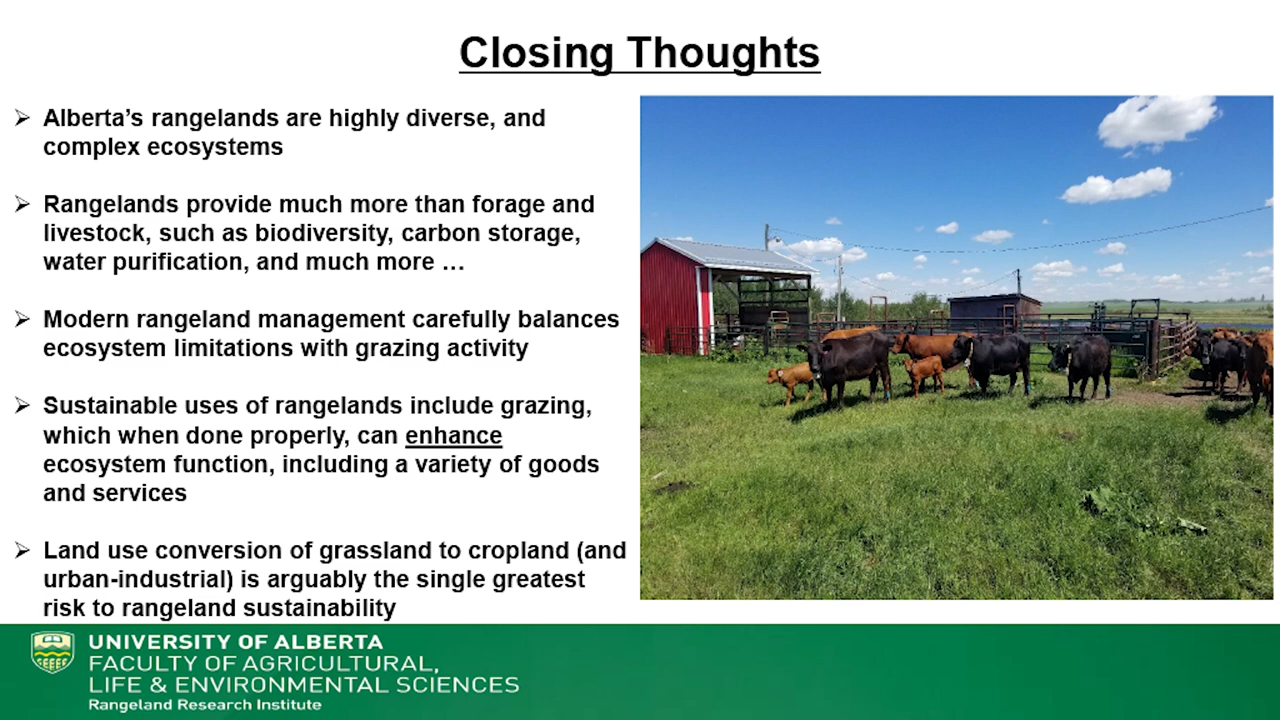 Closing Thoughts
Alberta’s rangelands are highly diverse, and
complex ecosystems
Rangelands provide much more than forage and
livestock, such as biodiversity, carbon storage,
water purification, and much more …
Modern rangeland management carefully balances
ecosystem limitations with grazing activity
Sustainable uses of rangelands include grazing,
which when done properly, can enhance
ecosystem function, including a variety of goods
and services
Land use conversion of grassland to cropland (and
urban-industrial) is arguably the single greatest
risk to rangeland sustainability
UNIVERSITY OF ALBERTA
FACULTY OF AGRICULTURAL,
LIFE & ENVIRONMENTAL SCIENCES
Rangeland Research Institute